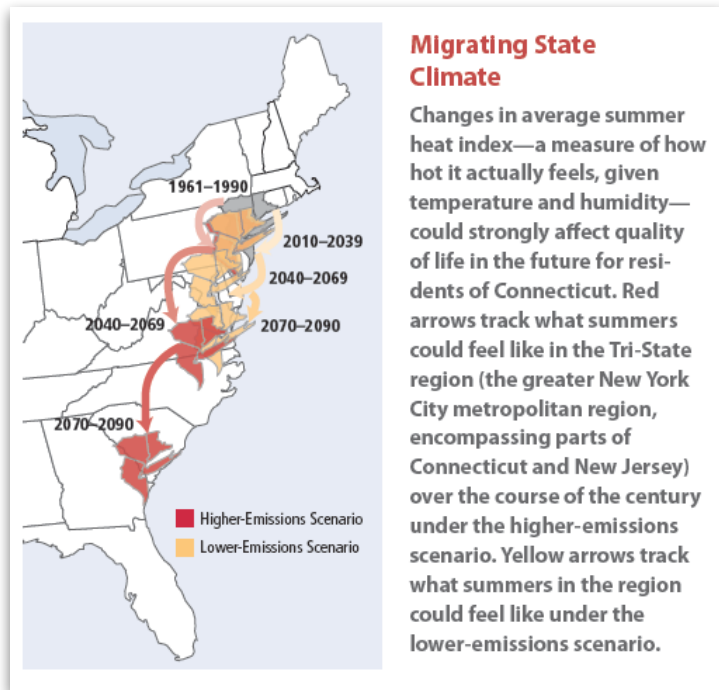 Migrating State
Climate
Changes in average summer
heat index—a measure of how
hot it actually feels, given
temperature and humidity—
could strongly affect quality
of life in the future for resi-
dents of Connecticut. Red
arrows track what summers
could feel like in the Tri-State
region (the greater New York
City metropolitan region,
encompassing parts of
Connecticut and New Jersey)
over the course of the century
under the higher-emissions
scenario. Yellow arrows track
what summers in the region
could feel like under the
lower-emissions scenario.
1961–1990
2010–2039
2040–2069
2040–2069
2070–2090
2070–2090
Higher-Emissions Scenario
Lower-Emissions Scenario